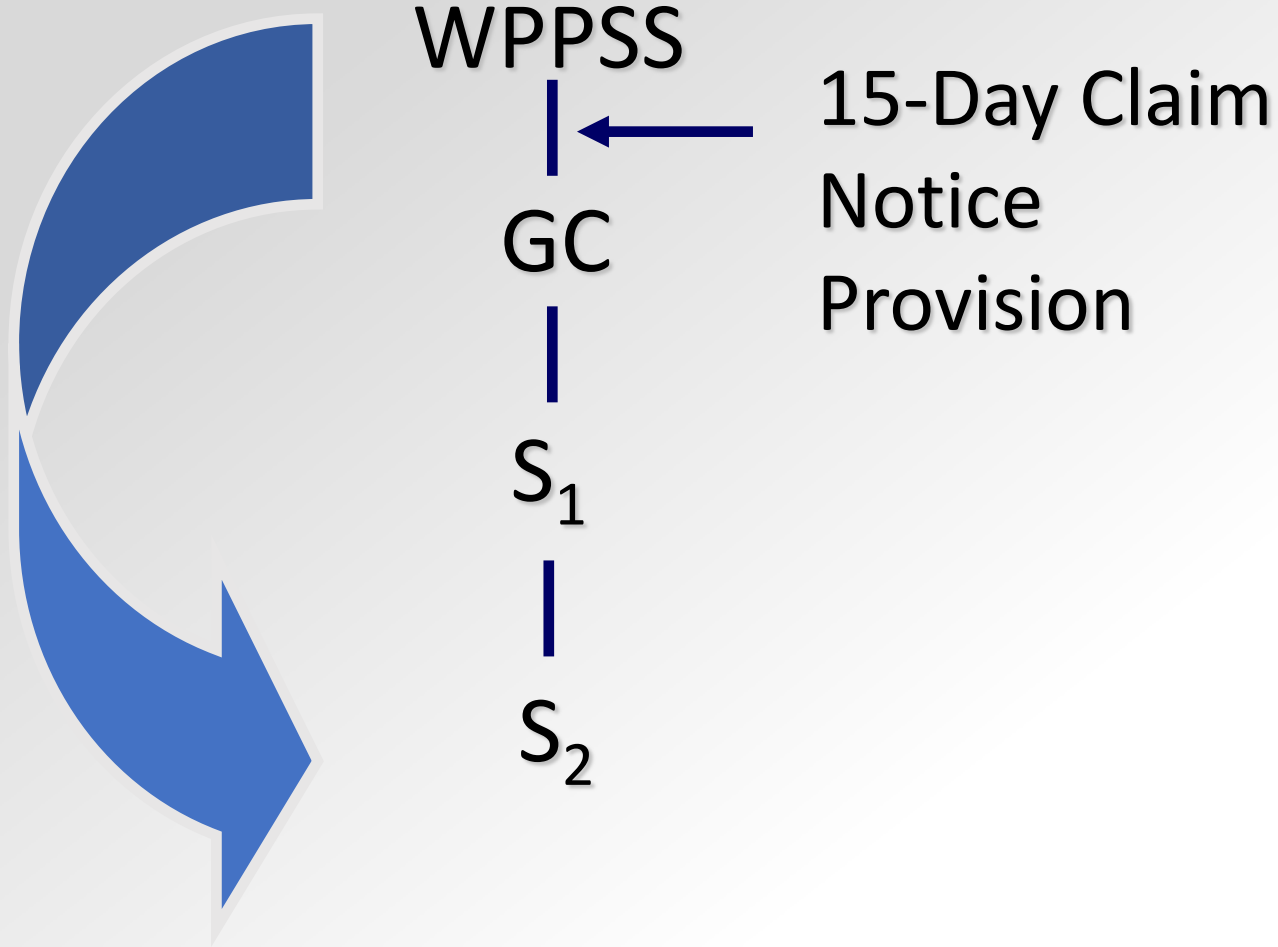 WPPSS
15-Day Claim
Notice
Provision
GC
S₁
S₂